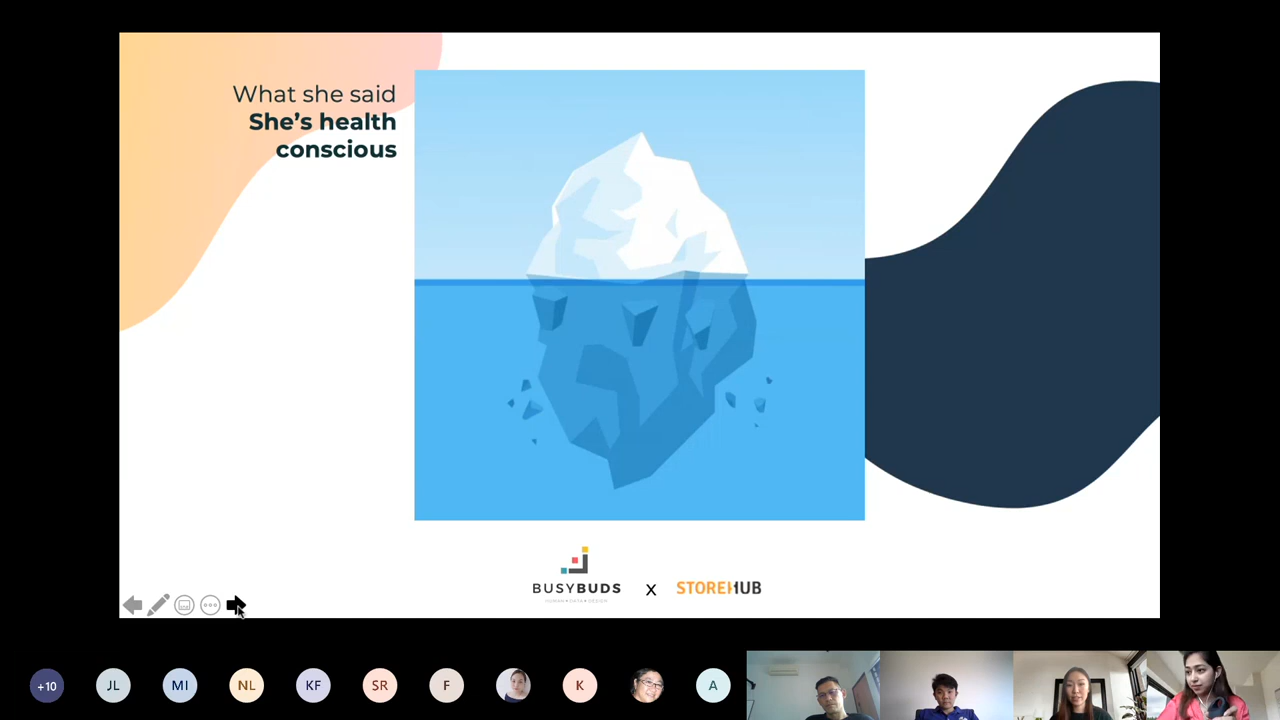 What she said
She's health
conscious
BUSYBUDS
x
STOREHUB
+10
JL
MI
NL
KF
SR
F
K
A